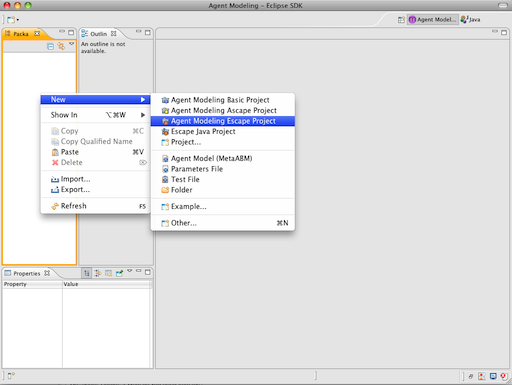 Agent Modeling – Eclipse SDK
Agent Model...
Java
Packa
Outlin
An outline is not
available.
New
Show In ⌥⌘W
Copy ⌘C
Copy Qualified Name
Paste ⌘V
Delete ⌦
Import...
Export...
Refresh F5
Agent Modeling Basic Project
Agent Modeling Ascape Project
Agent Modeling Escape Project
Escape Java Project
Project...
Agent Model (MetaABM)
Parameters File
Test File
Folder
Example...
Other... ⌘N
Properties
Property Value